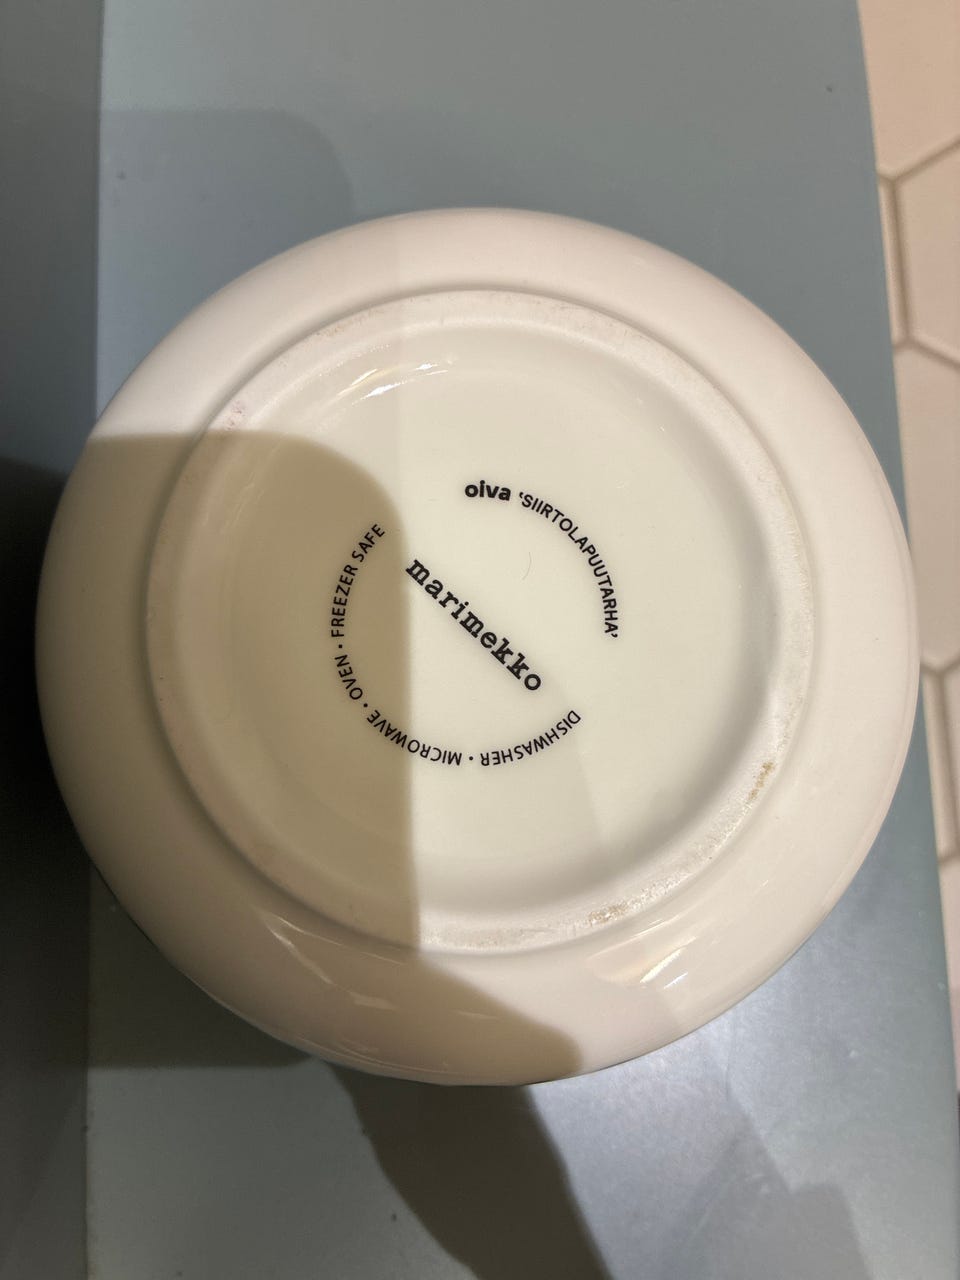 oiva ‘SIIRTOLAPUUTARHA’
marimekko
DISHWASHER · MICROWAVE · OVEN · FREEZER SAFE